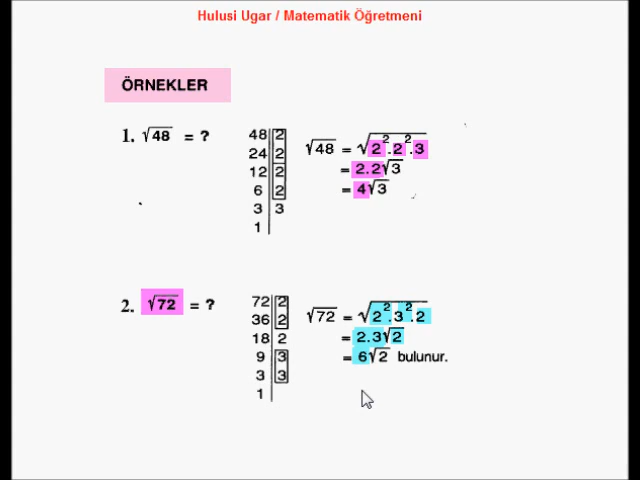 Hulusi Ugar / Matematik Öğretmeni
ÖRNEKLER
1. √48 = ?
48 | 2
24 | 2
12 | 2
6 | 2
3 | 3
1 |
√48 = √2².2².3
= 2.2√3
= 4√3
2. √72 = ?
72 | 2
36 | 2
18 | 2
9 | 3
3 | 3
1 |
√72 = √2².3².2
= 2.3√2
= 6√2 bulunur.